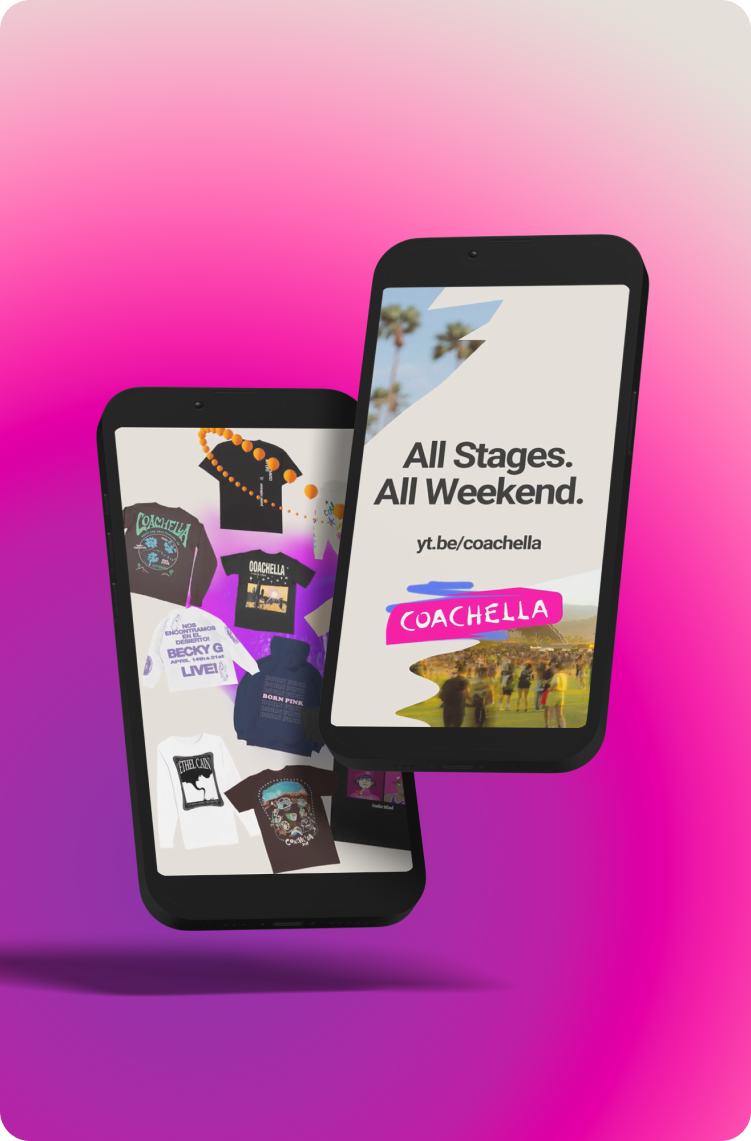 All Stages.
All Weekend.
yt.be/coachella
COACHELLA
COACHELLA
COACHELLA
NOS
ENCONTRAMOS
EN EL
DESIERTO!
BECKY G
APRIL 14th & 21st
LIVE!
BORN PINK
ETHEL CAIN
COACHELLA